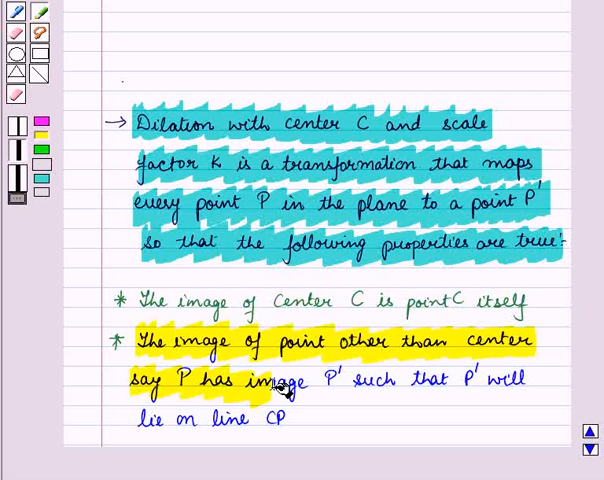 → Dilation with center C and scale
factor K is a transformation that maps
every point P in the plane to a point P'
so that the following properties are true:-
* The image of Center C is point C itself
* The image of point other than center
say P has image P' such that P' will
lie on line CP